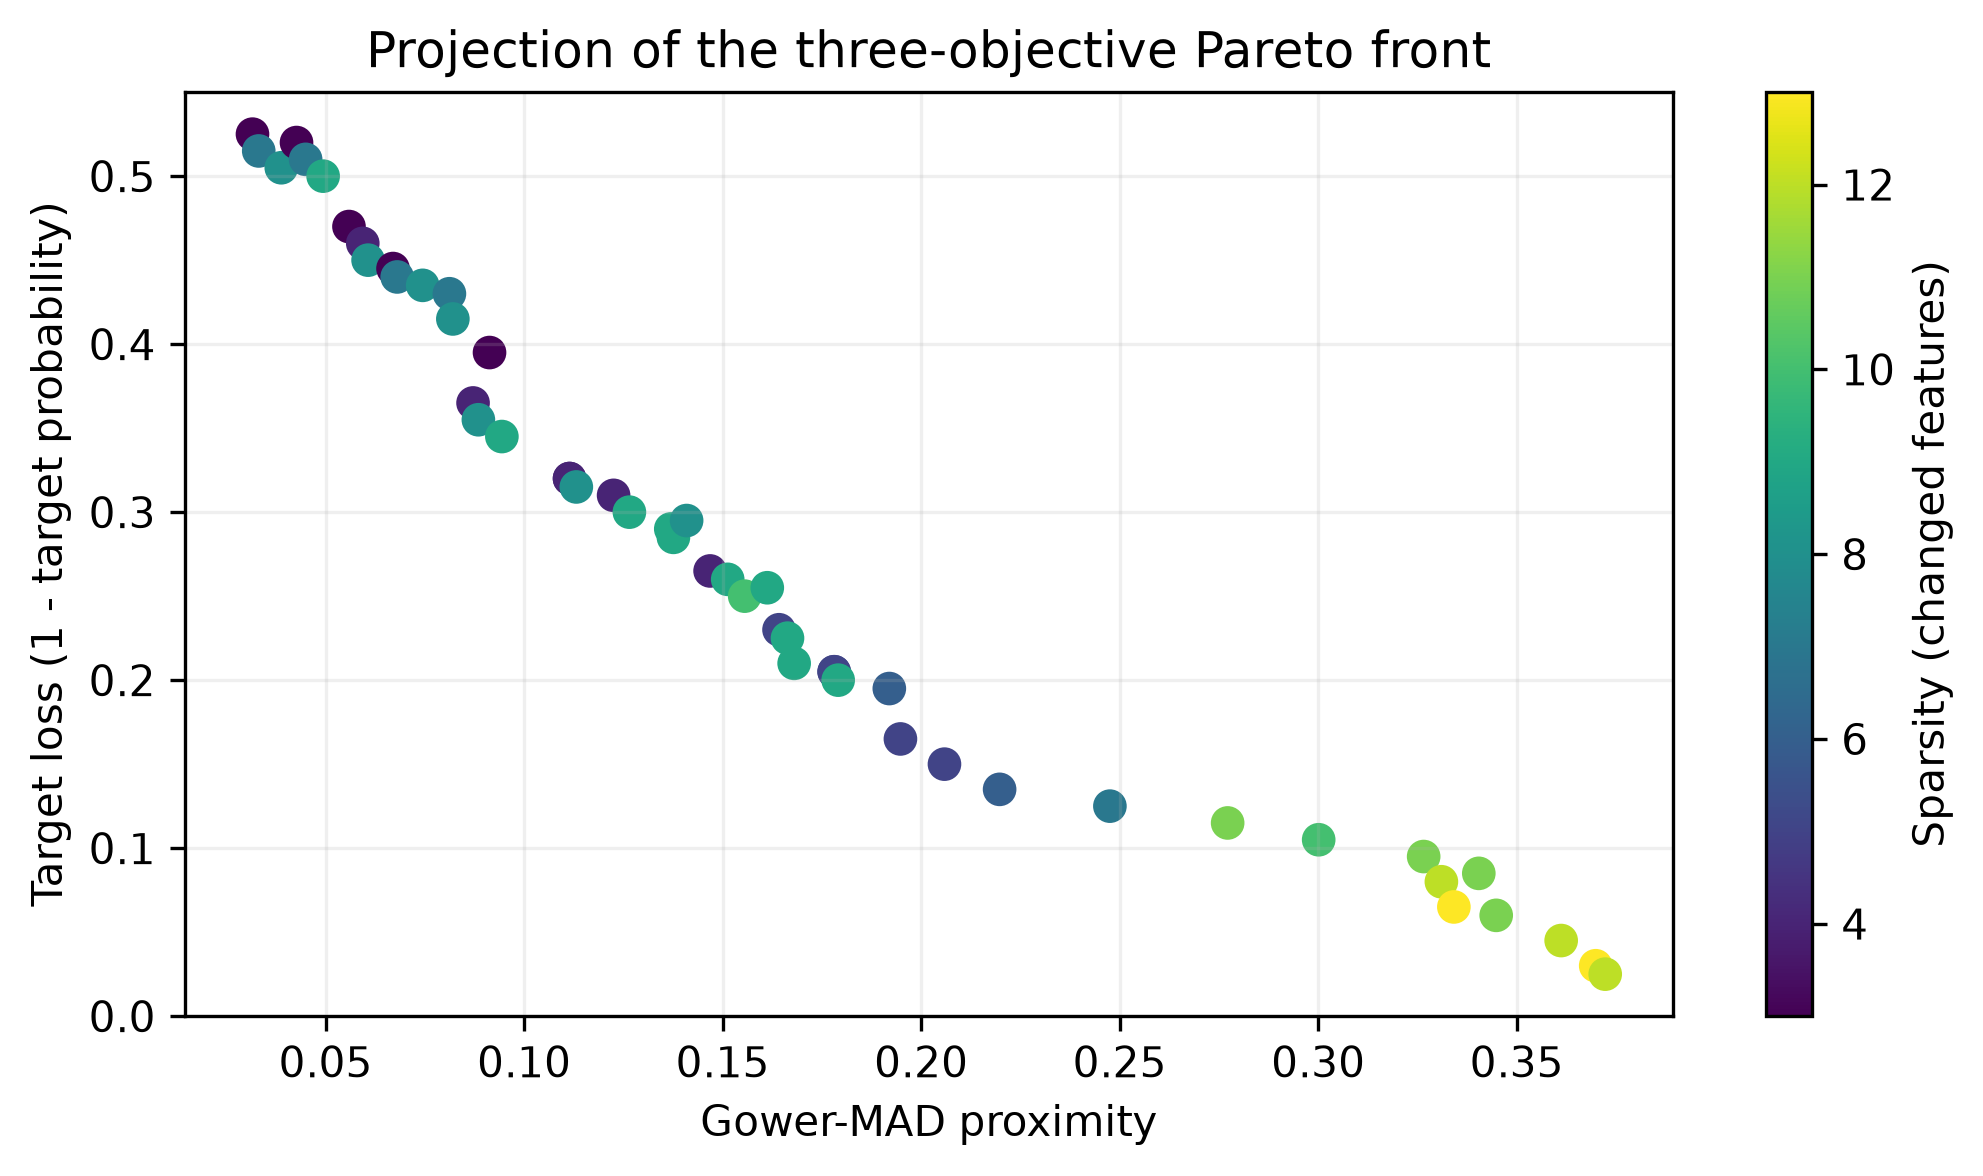 Projection of the three-objective Pareto front
Target loss (1 - target probability)
0.5
0.4
0.3
0.2
0.1
0.0
0.05 0.10 0.15 0.20 0.25 0.30 0.35
Gower-MAD proximity
12
10
8
6
4
Sparsity (changed features)